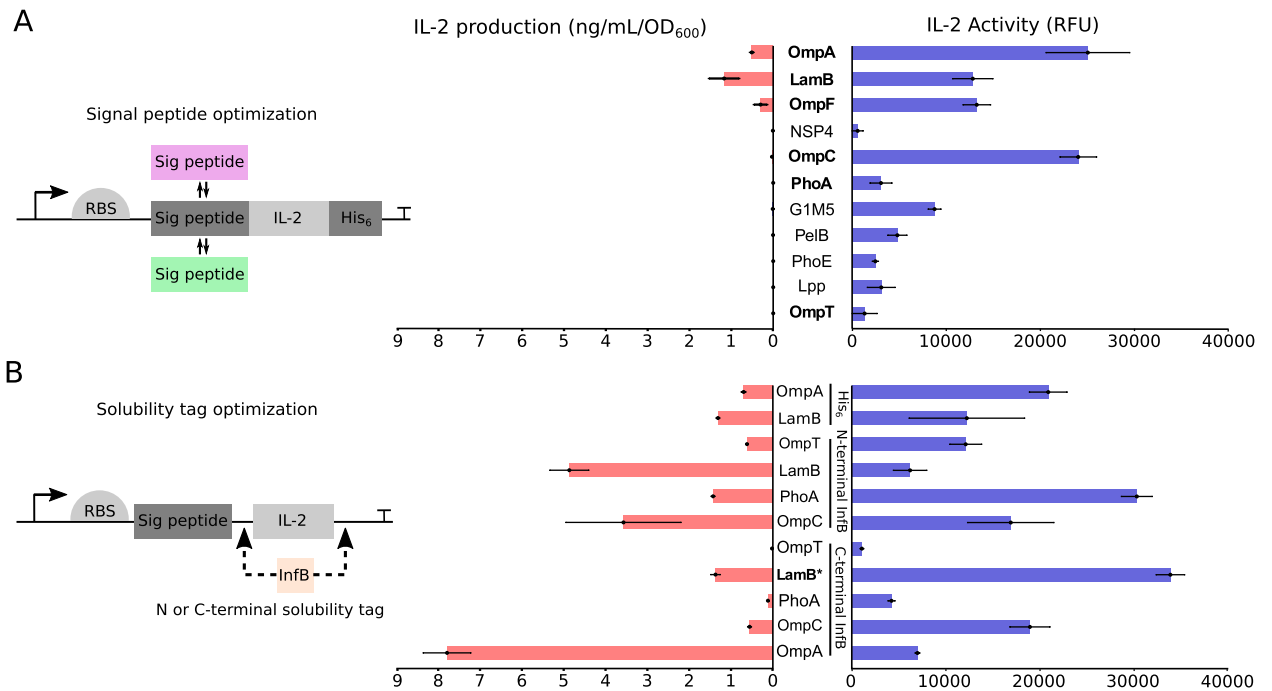 A
IL-2 production (ng/mL/OD600)
IL-2 Activity (RFU)
Signal peptide optimization
Sig peptide
RBS
Sig peptide
IL-2
His6
Sig peptide
OmpA
LamB
OmpF
NSP4
OmpC
PhoA
G1M5
PelB
PhoE
Lpp
OmpT
9 8 7 6 5 4 3 2 1 0
0 10000 20000 30000 40000
B
Solubility tag optimization
RBS
Sig peptide
IL-2
InfB
N or C-terminal solubility tag
OmpA
LamB
OmpT
LamB
PhoA
OmpC
OmpT
LamB*
PhoA
OmpC
OmpA
His6
N-terminal InfB
C-terminal InfB
9 8 7 6 5 4 3 2 1 0
0 10000 20000 30000 40000